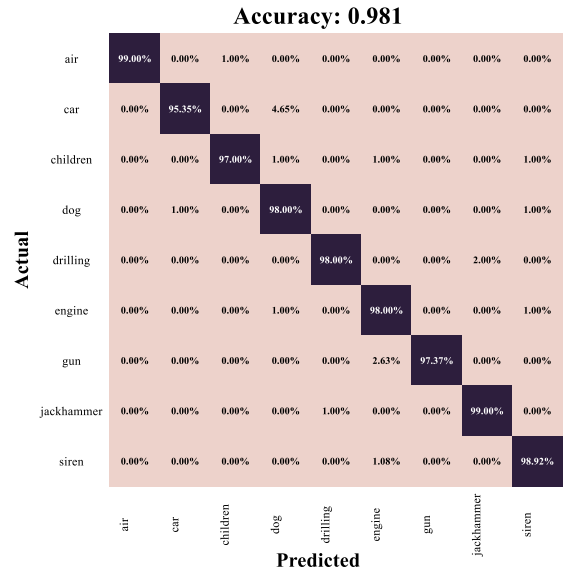 Accuracy: 0.981
Actual
air 99.00% 0.00% 1.00% 0.00% 0.00% 0.00% 0.00% 0.00% 0.00%
car 0.00% 95.35% 0.00% 4.65% 0.00% 0.00% 0.00% 0.00% 0.00%
children 0.00% 0.00% 97.00% 1.00% 0.00% 1.00% 0.00% 0.00% 1.00%
dog 0.00% 1.00% 0.00% 98.00% 0.00% 0.00% 0.00% 0.00% 1.00%
drilling 0.00% 0.00% 0.00% 0.00% 98.00% 0.00% 0.00% 2.00% 0.00%
engine 0.00% 0.00% 0.00% 1.00% 0.00% 98.00% 0.00% 0.00% 1.00%
gun 0.00% 0.00% 0.00% 0.00% 0.00% 2.63% 97.37% 0.00% 0.00%
jackhammer 0.00% 0.00% 0.00% 0.00% 1.00% 0.00% 0.00% 99.00% 0.00%
siren 0.00% 0.00% 0.00% 0.00% 0.00% 1.08% 0.00% 0.00% 98.92%
air car children dog drilling engine gun jackhammer siren
Predicted